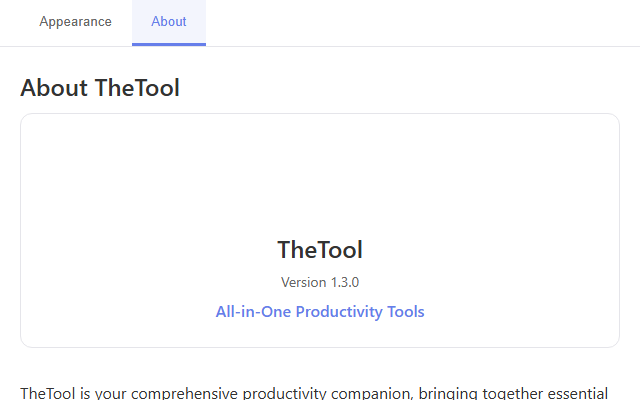 Appearance
About
About TheTool
TheTool
Version 1.3.0
All-in-One Productivity Tools
TheTool is your comprehensive productivity companion, bringing together essential